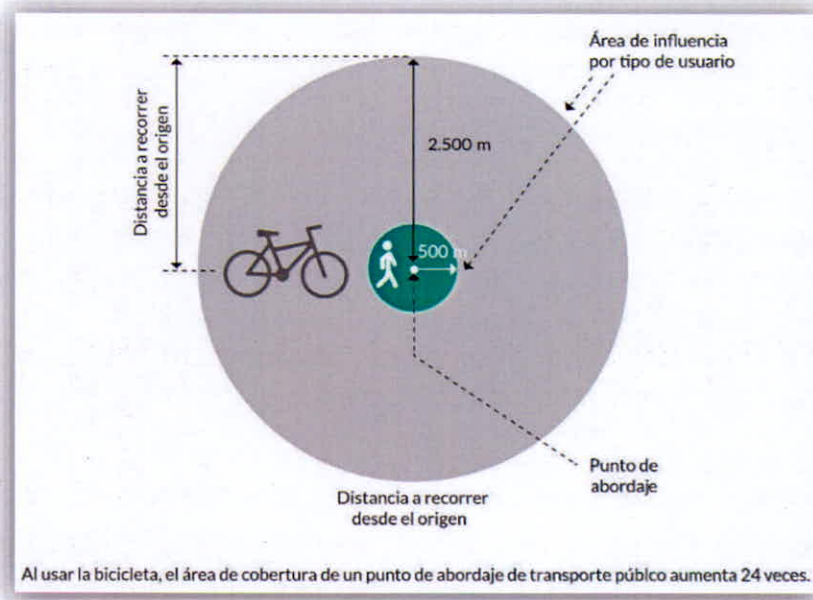 Área de influencia
por tipo de usuario
Distancia a recorrer
desde el origen
2.500 m
500 m
Punto de
abordaje
Distancia a recorrer
desde el origen
Al usar la bicicleta, el área de cobertura de un punto de abordaje de transporte públco aumenta 24 veces.